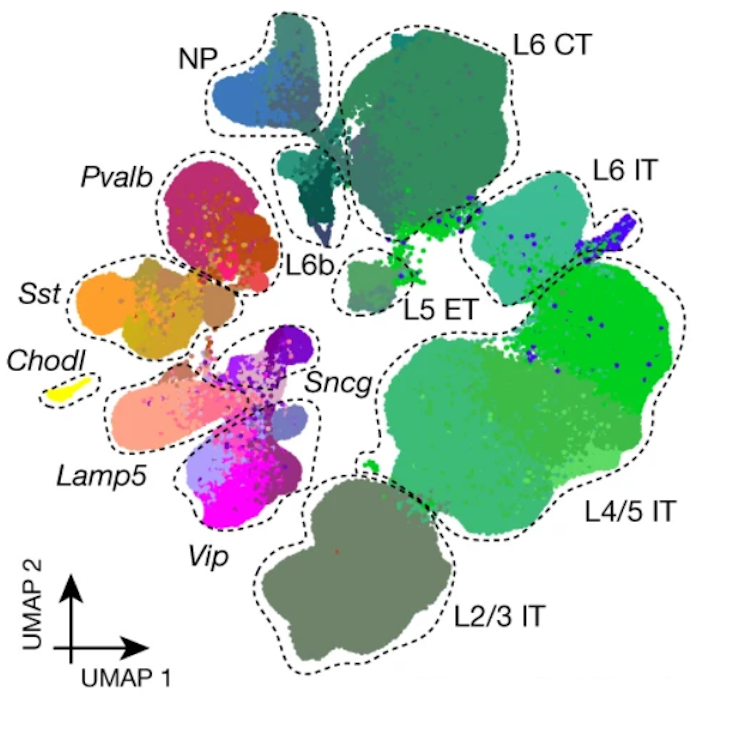 NP
L6 CT
Pvalb
L6 IT
L6b
Sst
L5 ET
Chodl
Sncg
Lamp5
L4/5 IT
Vip
L2/3 IT
UMAP 2
UMAP 1